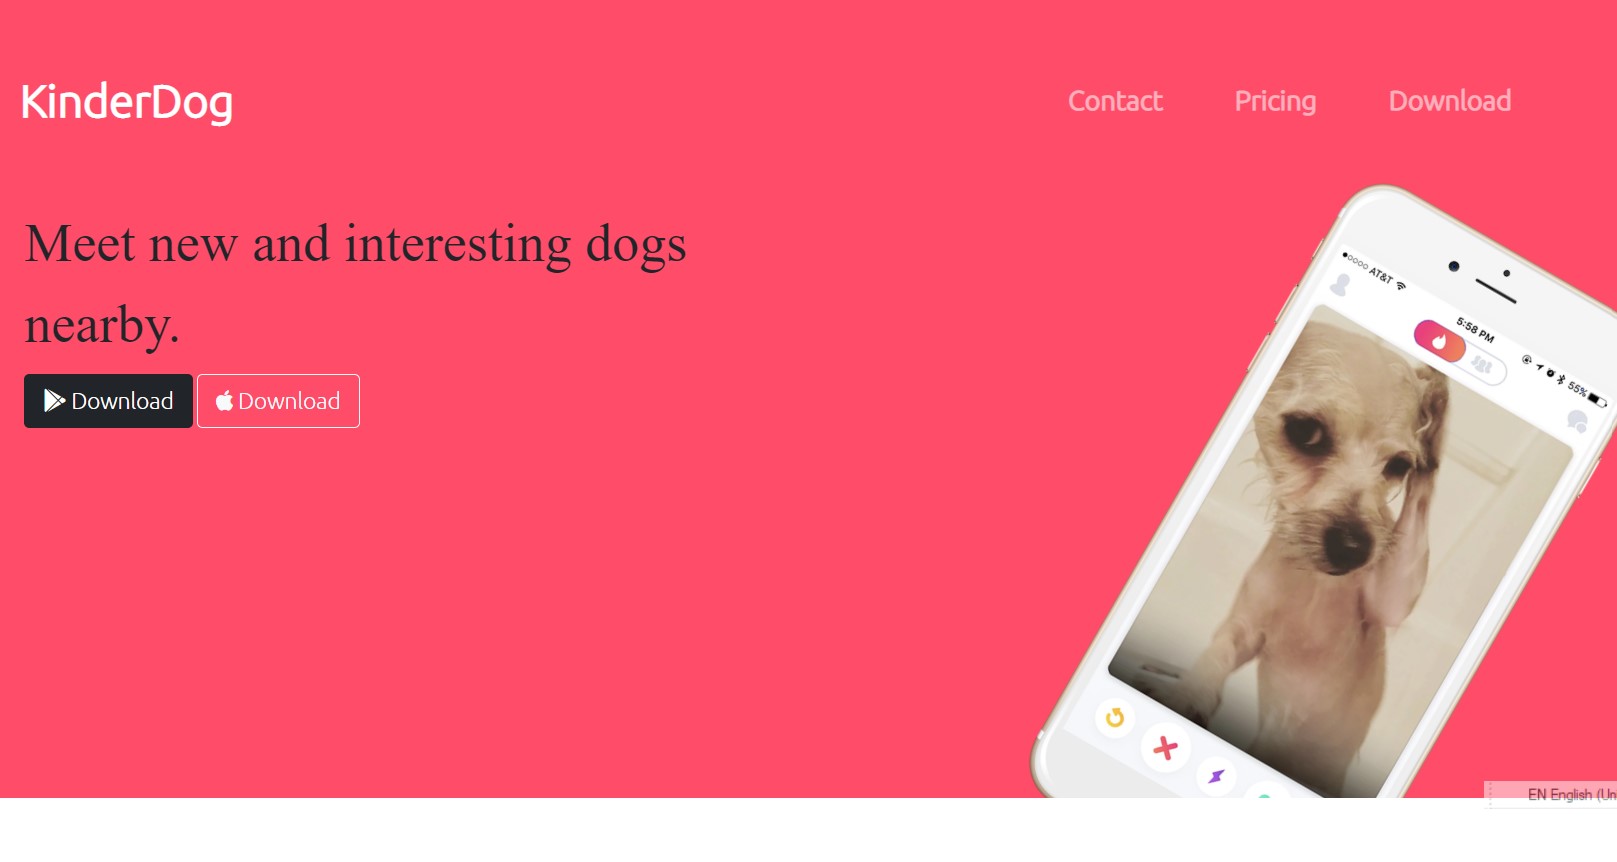 KinderDog
Contact
Pricing
Download
Meet new and interesting dogs
nearby.
Download
Download
AT&T
5:58 PM
55%
EN English (Un